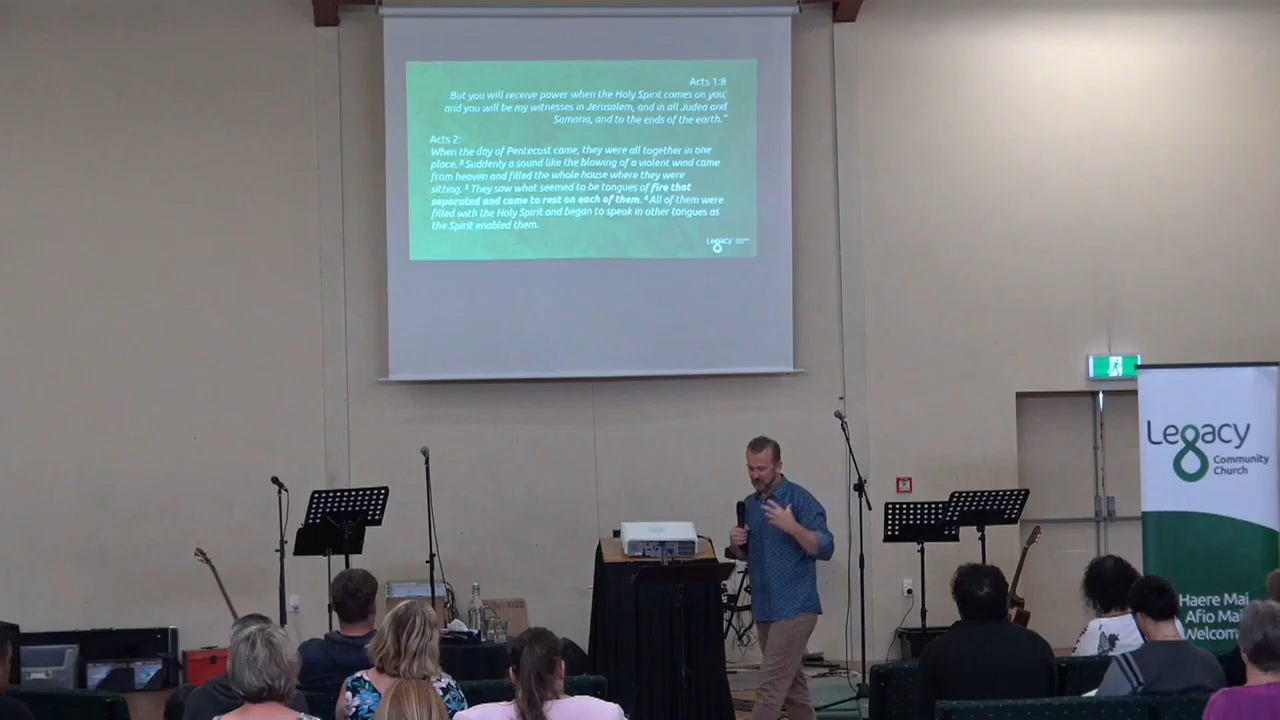 Acts 1:8
But you will receive power when the Holy Spirit comes on you;
and you will be my witnesses in Jerusalem, and in all Judea and
Samaria, and to the ends of the earth."
Acts 2:
When the day of Pentecost came, they were all together in one
place. 2 Suddenly a sound like the blowing of a violent wind came
from heaven and filled the whole house where they were
sitting. 3 They saw what seemed to be tongues of fire that
separated and came to rest on each of them. 4 All of them were
filled with the Holy Spirit and began to speak in other tongues as
the Spirit enabled them.
Legacy
Legacy
Community
Church
Haere Mai
Afio Mai
Welcom